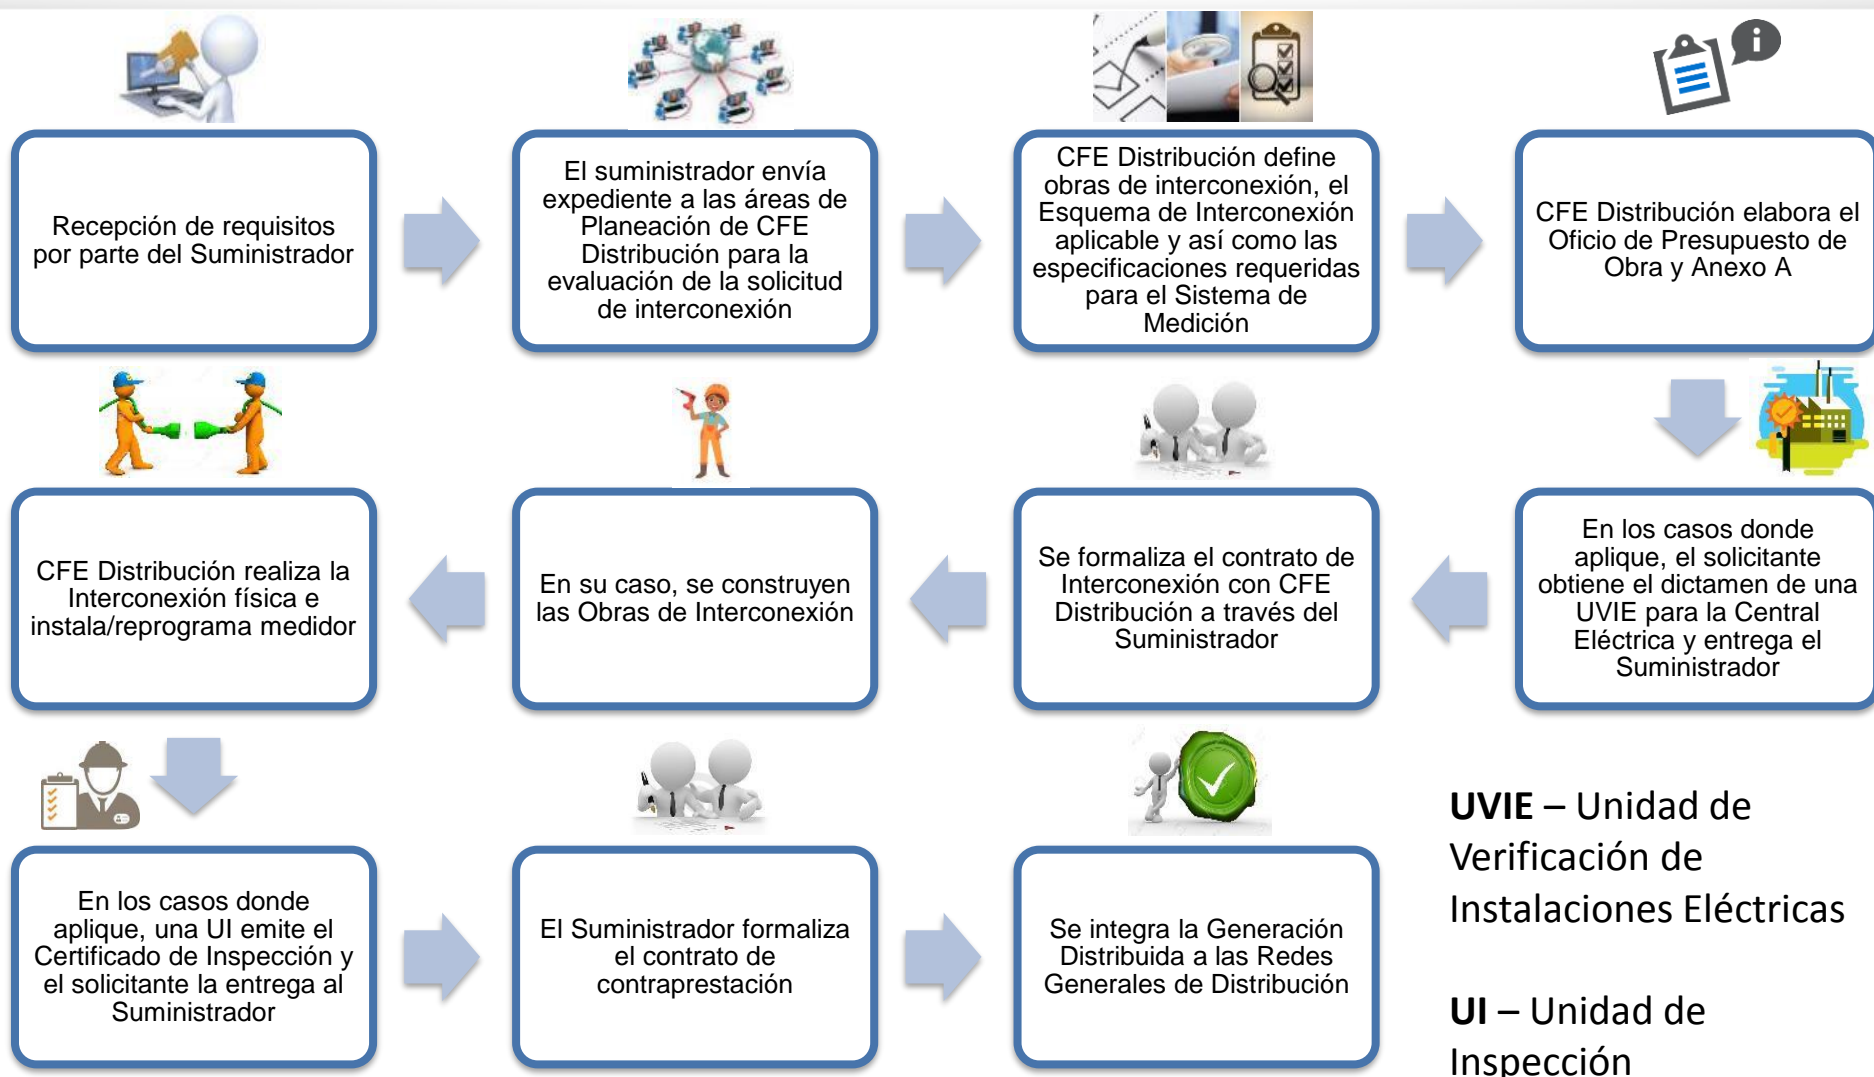 Recepción de requisitos
por parte del Suministrador
El suministrador envía
expediente a las áreas de
Planeación de CFE
Distribución para la
evaluación de la solicitud
de interconexión
CFE Distribución define
obras de interconexión, el
Esquema de Interconexión
aplicable y así como las
especificaciones requeridas
para el Sistema de
Medición
CFE Distribución elabora el
Oficio de Presupuesto de
Obra y Anexo A
En los casos donde
aplique, el solicitante
obtiene el dictamen de una
UVIE para la Central
Eléctrica y entrega el
Suministrador
Se formaliza el contrato de
Interconexión con CFE
Distribución a través del
Suministrador
En su caso, se construyen
las Obras de Interconexión
CFE Distribución realiza la
Interconexión física e
instala/reprograma medidor
En los casos donde
aplique, una UI emite el
Certificado de Inspección y
el solicitante la entrega al
Suministrador
El Suministrador formaliza
el contrato de
contraprestación
Se integra la Generación
Distribuida a las Redes
Generales de Distribución
UVIE – Unidad de
Verificación de
Instalaciones Eléctricas
UI – Unidad de
Inspección